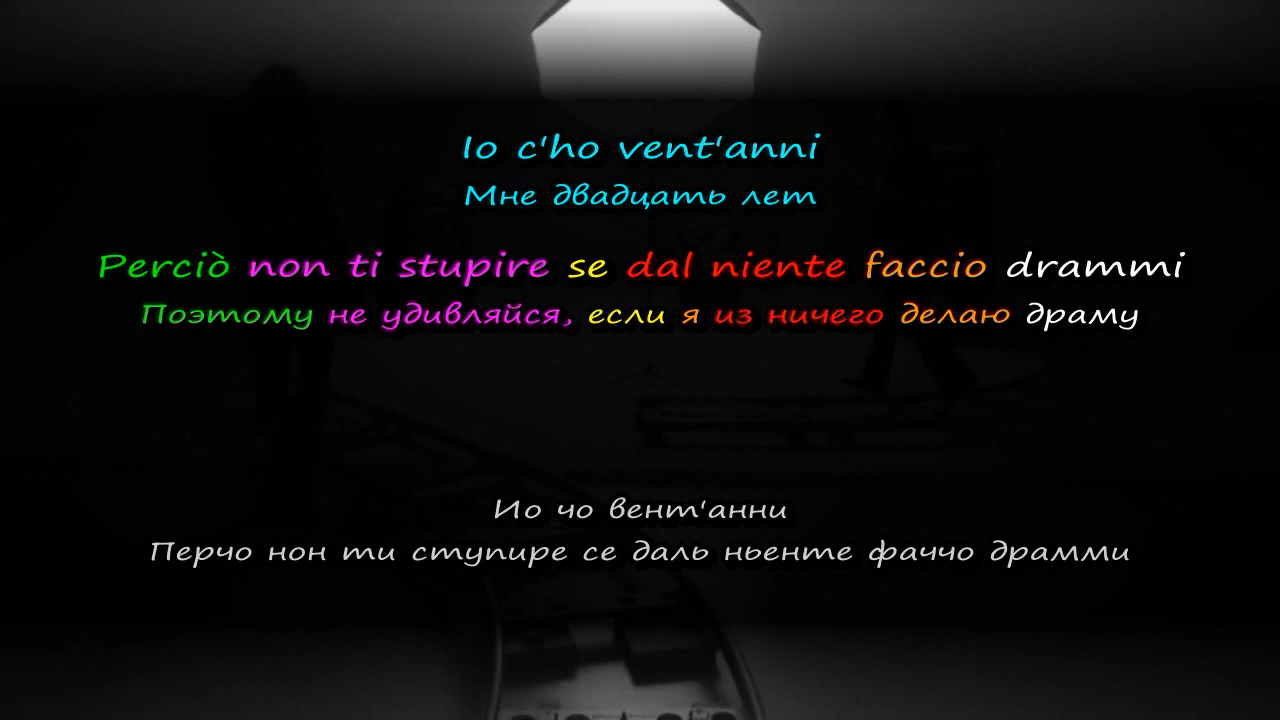 Io c'ho vent'anni
Мне двадцать лет
Perciò non ti stupire se dal niente faccio drammi
Поэтому не удивляйся, если я из ничего делаю драму
Ио чо вент'анни
Перчо нон ти ступире се даль ньенте фаччо драмми